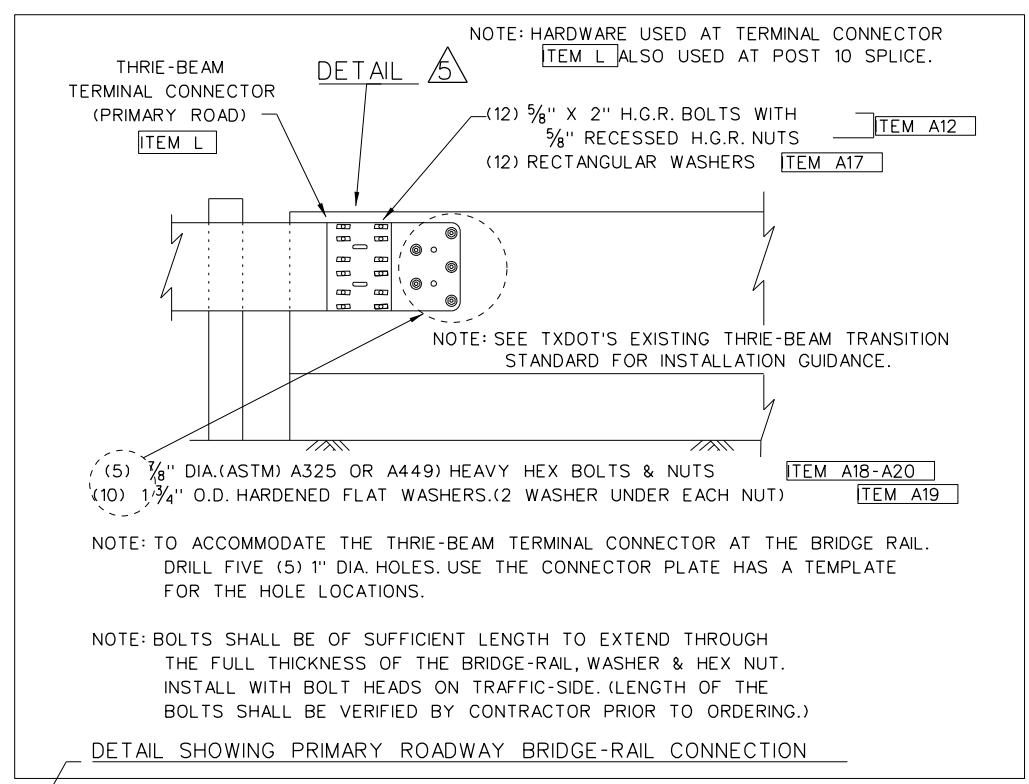 NOTE: HARDWARE USED AT TERMINAL CONNECTOR
ITEM L ALSO USED AT POST 10 SPLICE.
THRIE-BEAM
TERMINAL CONNECTOR
(PRIMARY ROAD)
ITEM L
DETAIL 5
(12) 5/8" X 2" H.G.R. BOLTS WITH
5/8" RECESSED H.G.R. NUTS
ITEM A12
(12) RECTANGULAR WASHERS ITEM A17
NOTE: SEE TXDOT'S EXISTING THRIE-BEAM TRANSITION
STANDARD FOR INSTALLATION GUIDANCE.
(5) 7/8" DIA.(ASTM) A325 OR A449) HEAVY HEX BOLTS & NUTS ITEM A18-A20
(10) 1 3/4" O.D. HARDENED FLAT WASHERS.(2 WASHER UNDER EACH NUT) ITEM A19
NOTE: TO ACCOMMODATE THE THRIE-BEAM TERMINAL CONNECTOR AT THE BRIDGE RAIL.
DRILL FIVE (5) 1" DIA. HOLES. USE THE CONNECTOR PLATE HAS A TEMPLATE
FOR THE HOLE LOCATIONS.
NOTE: BOLTS SHALL BE OF SUFFICIENT LENGTH TO EXTEND THROUGH
THE FULL THICKNESS OF THE BRIDGE-RAIL, WASHER & HEX NUT.
INSTALL WITH BOLT HEADS ON TRAFFIC-SIDE. (LENGTH OF THE
BOLTS SHALL BE VERIFIED BY CONTRACTOR PRIOR TO ORDERING.)
DETAIL SHOWING PRIMARY ROADWAY BRIDGE-RAIL CONNECTION